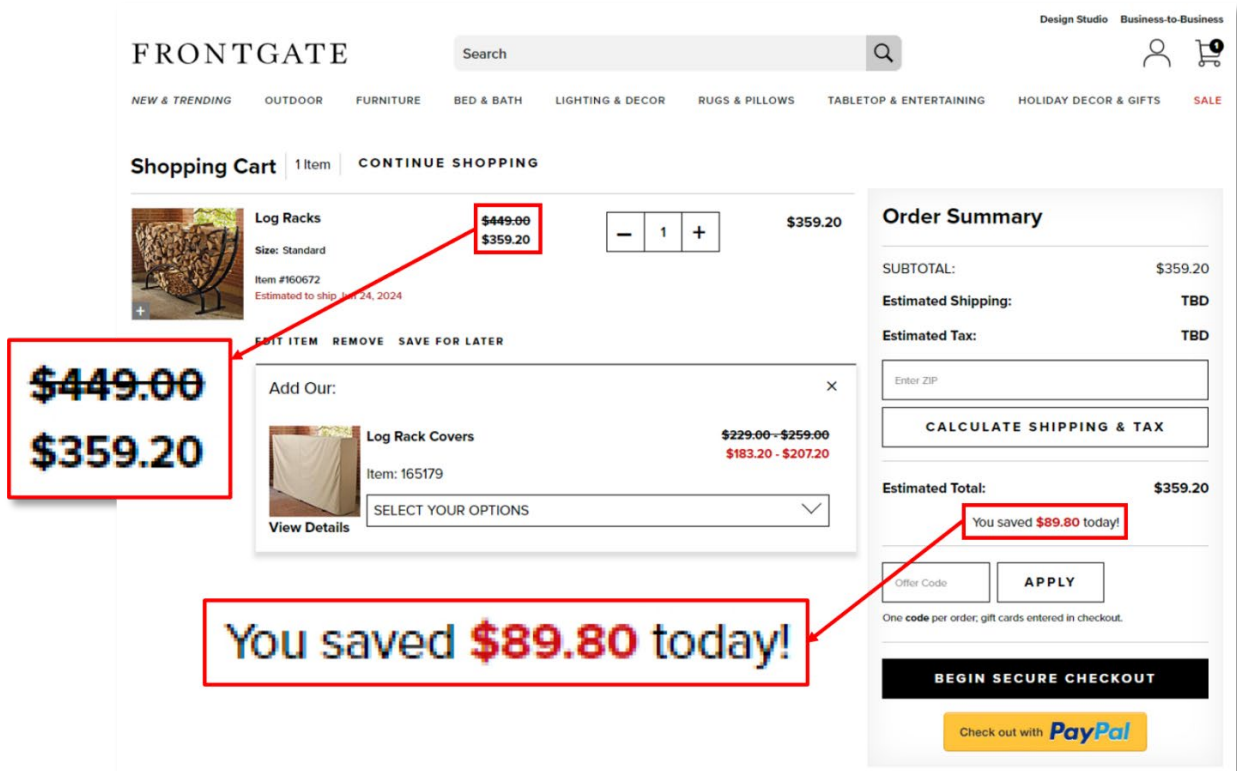 Design Studio Business-to-Business
FRONTGATE
Search
1
NEW & TRENDING OUTDOOR FURNITURE BED & BATH LIGHTING & DECOR RUGS & PILLOWS TABLETOP & ENTERTAINING HOLIDAY DECOR & GIFTS SALE
Shopping Cart 1 Item CONTINUE SHOPPING
Log Racks
Size: Standard
Item #160672
Estimated to ship 24, 2024
$449.00
$359.20
− 1 +
$359.20
EDIT ITEM REMOVE SAVE FOR LATER
$449.00
$359.20
Add Our: ×
Log Rack Covers
Item: 165179
$229.00 - $259.00
$183.20 - $207.20
SELECT YOUR OPTIONS
View Details
You saved $89.80 today!
Order Summary
SUBTOTAL: $359.20
Estimated Shipping: TBD
Estimated Tax: TBD
Enter ZIP
CALCULATE SHIPPING & TAX
Estimated Total: $359.20
You saved $89.80 today!
Offer Code APPLY
One code per order; gift cards entered in checkout.
BEGIN SECURE CHECKOUT
Check out with PayPal